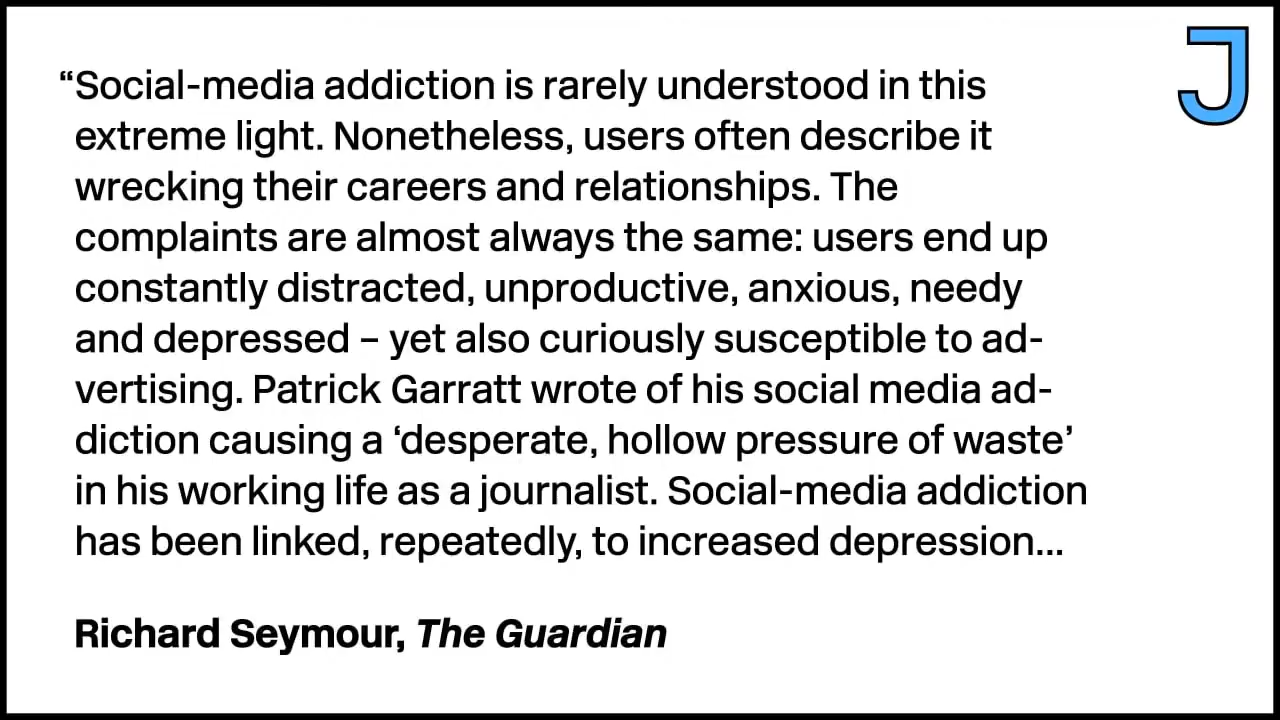 J
“Social-media addiction is rarely understood in this
extreme light. Nonetheless, users often describe it
wrecking their careers and relationships. The
complaints are almost always the same: users end up
constantly distracted, unproductive, anxious, needy
and depressed – yet also curiously susceptible to ad-
vertising. Patrick Garratt wrote of his social media ad-
diction causing a ‘desperate, hollow pressure of waste’
in his working life as a journalist. Social-media addiction
has been linked, repeatedly, to increased depression...
Richard Seymour, The Guardian